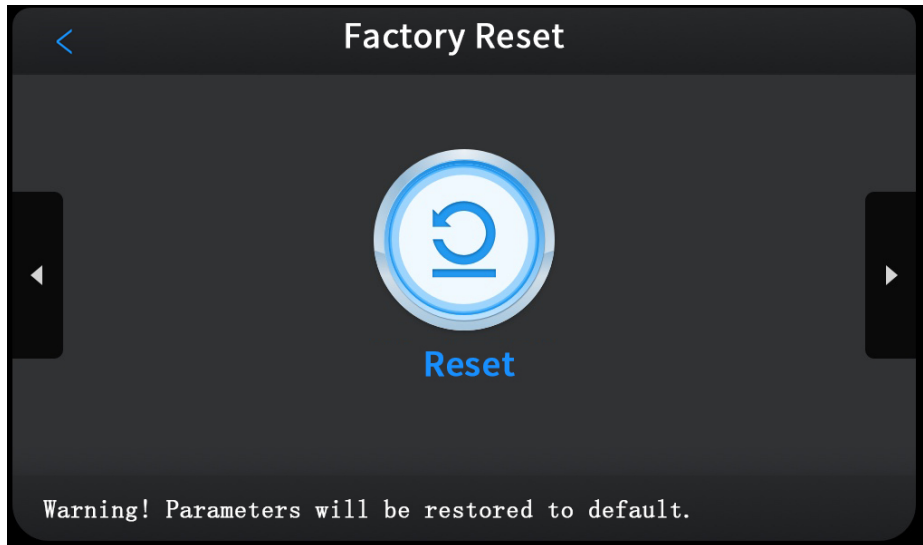 Factory Reset
Reset
Warning! Parameters will be restored to default.